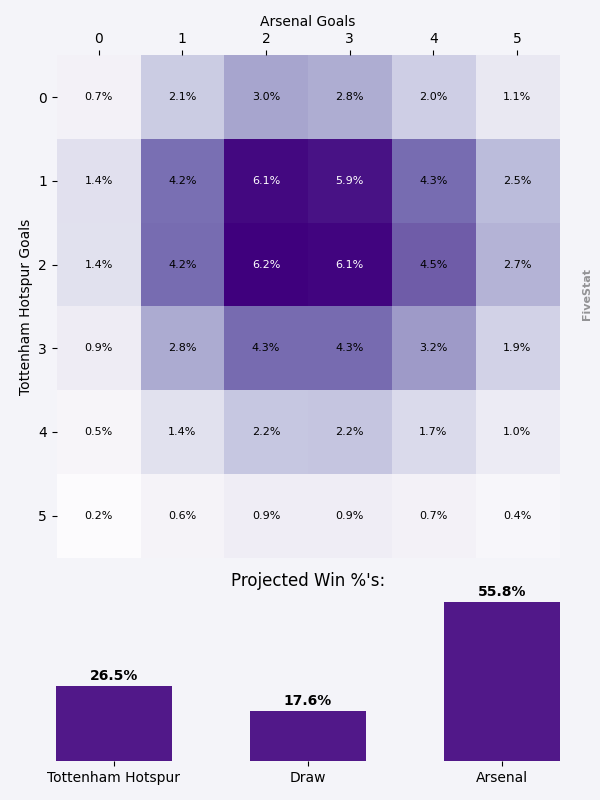 Arsenal Goals
0 1 2 3 4 5
Tottenham Hotspur Goals
0 0.7% 2.1% 3.0% 2.8% 2.0% 1.1%
1 1.4% 4.2% 6.1% 5.9% 4.3% 2.5%
2 1.4% 4.2% 6.2% 6.1% 4.5% 2.7%
3 0.9% 2.8% 4.3% 4.3% 3.2% 1.9%
4 0.5% 1.4% 2.2% 2.2% 1.7% 1.0%
5 0.2% 0.6% 0.9% 0.9% 0.7% 0.4%
FiveStat
Projected Win %'s:
26.5% 17.6% 55.8%
Tottenham Hotspur Draw Arsenal